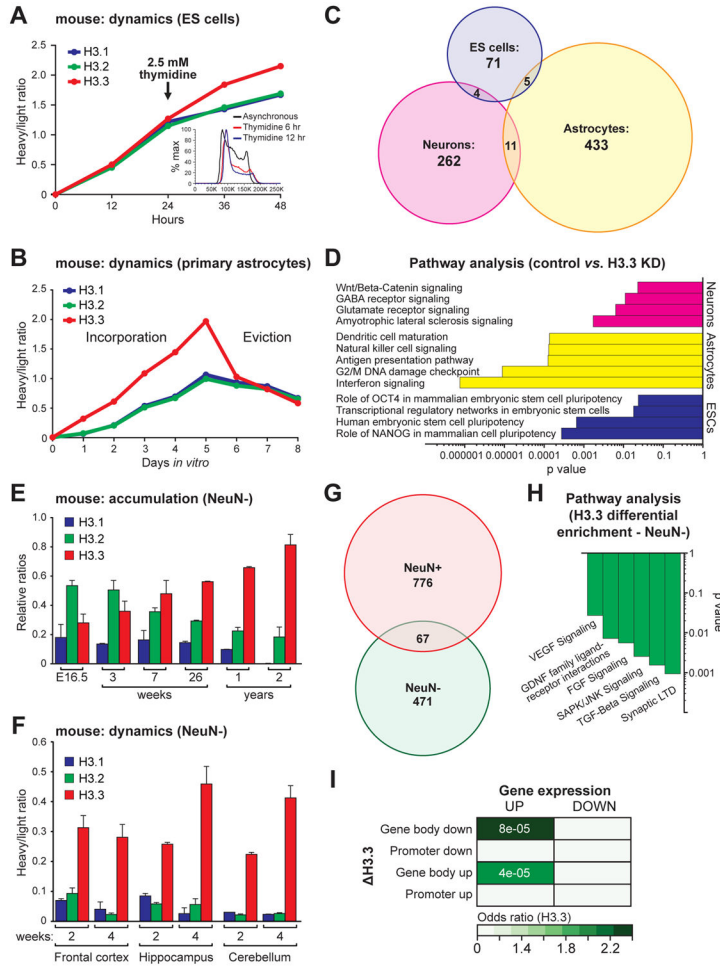 A mouse: dynamics (ES cells)
H3.1
H3.2
H3.3
2.5 mM
thymidine
Heavy/light ratio
2.5
2.0
1.5
1.0
0.5
0
0 12 24 36 48
Hours
Asynchronous
Thymidine 6 hr
Thymidine 12 hr
% max
100
80
60
40
20
0
0 50K 100K 150K 200K 250K
B mouse: dynamics (primary astrocytes)
H3.1
H3.2
H3.3
Incorporation
Eviction
Heavy/light ratio
2.5
2.0
1.5
1.0
0.5
0.0
0 1 2 3 4 5 6 7 8
Days in vitro
C
ES cells:
71
4
5
Neurons:
262
11
Astrocytes:
433
D Pathway analysis (control vs. H3.3 KD)
Wnt/Beta-Catenin signaling
GABA receptor signaling
Glutamate receptor signaling
Amyotrophic lateral sclerosis signaling
Neurons
Dendritic cell maturation
Natural killer cell signaling
Antigen presentation pathway
G2/M DNA damage checkpoint
Interferon signaling
Astrocytes
Role of OCT4 in mammalian embryonic stem cell pluripotency
Transcriptional regulatory networks in embryonic stem cells
Human embryonic stem cell pluripotency
Role of NANOG in mammalian cell pluripotency
ESCs
0.000001 0.00001 0.0001 0.001 0.01 0.1 1
p value
E mouse: accumulation (NeuN-)
H3.1
H3.2
H3.3
Relative ratios
1.0
0.8
0.6
0.4
0.2
0
E16.5 3 7 26 1 2
weeks years
F mouse: dynamics (NeuN-)
H3.1
H3.2
H3.3
Heavy/light ratio
0.6
0.5
0.4
0.3
0.2
0.1
0
weeks: 2 4 2 4 2 4
Frontal cortex Hippocampus Cerebellum
G
NeuN+
776
67
NeuN-
471
H Pathway analysis
(H3.3 differential
enrichment - NeuN-)
1
0.1
0.01
0.001
p value
VEGF Signaling
GDNF family ligand-
receptor interactions
FGF Signaling
SAPK/JNK Signaling
TGF-Beta Signaling
Synaptic LTD
I
Gene expression
UP DOWN
ΔH3.3
Gene body down 8e-05
Promoter down
Gene body up 4e-05
Promoter up
Odds ratio (H3.3)
0 1.4 1.8 2.2